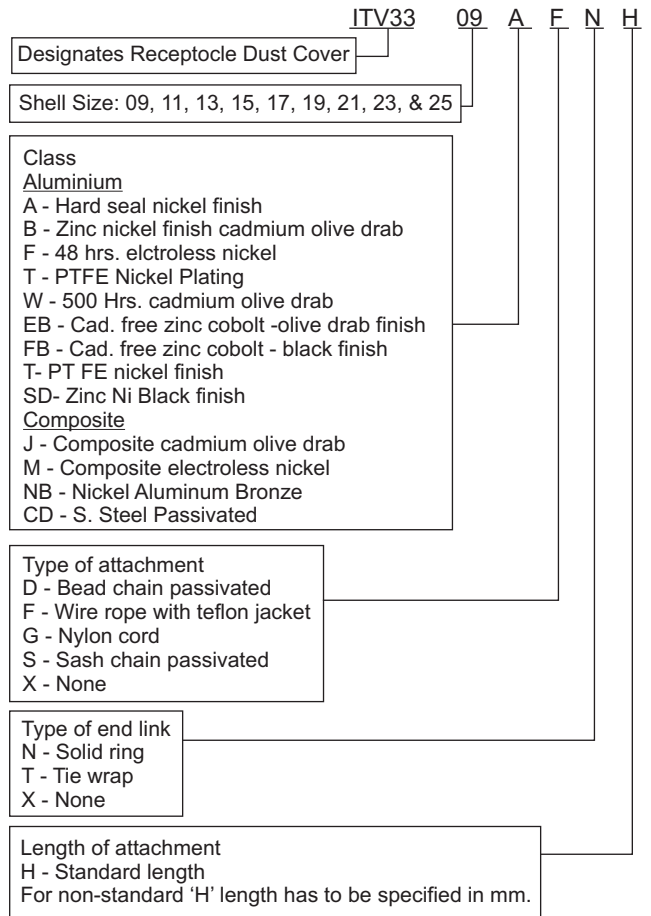 ITV33 09 A F N H
Designates Receptocle Dust Cover
Shell Size: 09, 11, 13, 15, 17, 19, 21, 23, & 25
Class
Aluminium
A - Hard seal nickel finish
B - Zinc nickel finish cadmium olive drab
F - 48 hrs. elctroless nickel
T - PTFE Nickel Plating
W - 500 Hrs. cadmium olive drab
EB - Cad. free zinc cobolt -olive drab finish
FB - Cad. free zinc cobolt - black finish
T- PT FE nickel finish
SD- Zinc Ni Black finish
Composite
J - Composite cadmium olive drab
M - Composite electroless nickel
NB - Nickel Aluminum Bronze
CD - S. Steel Passivated
Type of attachment
D - Bead chain passivated
F - Wire rope with teflon jacket
G - Nylon cord
S - Sash chain passivated
X - None
Type of end link
N - Solid ring
T - Tie wrap
X - None
Length of attachment
H - Standard length
For non-standard ‘H’ length has to be specified in mm.